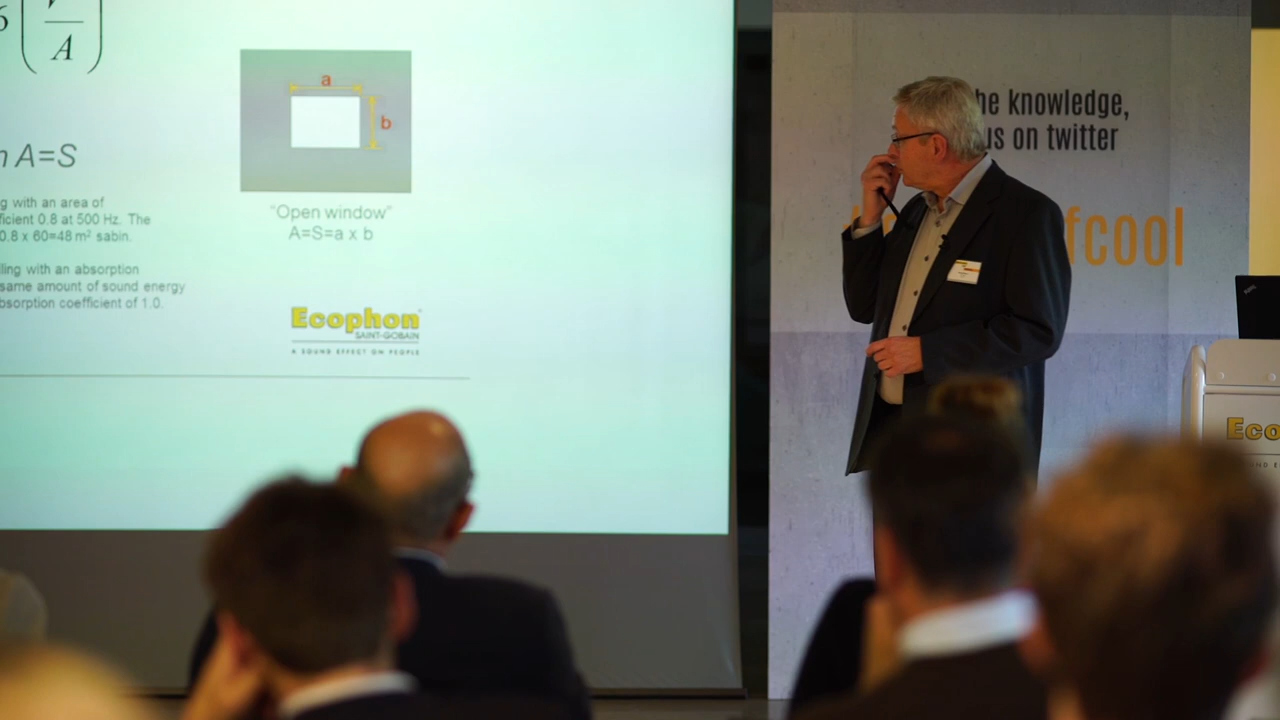 6 ( V / A )
a
b
A=S
g with an area of
ficient 0.8 at 500 Hz. The
0.8 x 60=48 m² sabin.
"Open window"
A=S=a x b
ling with an absorption
same amount of sound energy
bsorption coefficient of 1.0.
Ecophon
SAINT-GOBAIN
A SOUND EFFECT ON PEOPLE
he knowledge,
us on twitter
fcool
Eco